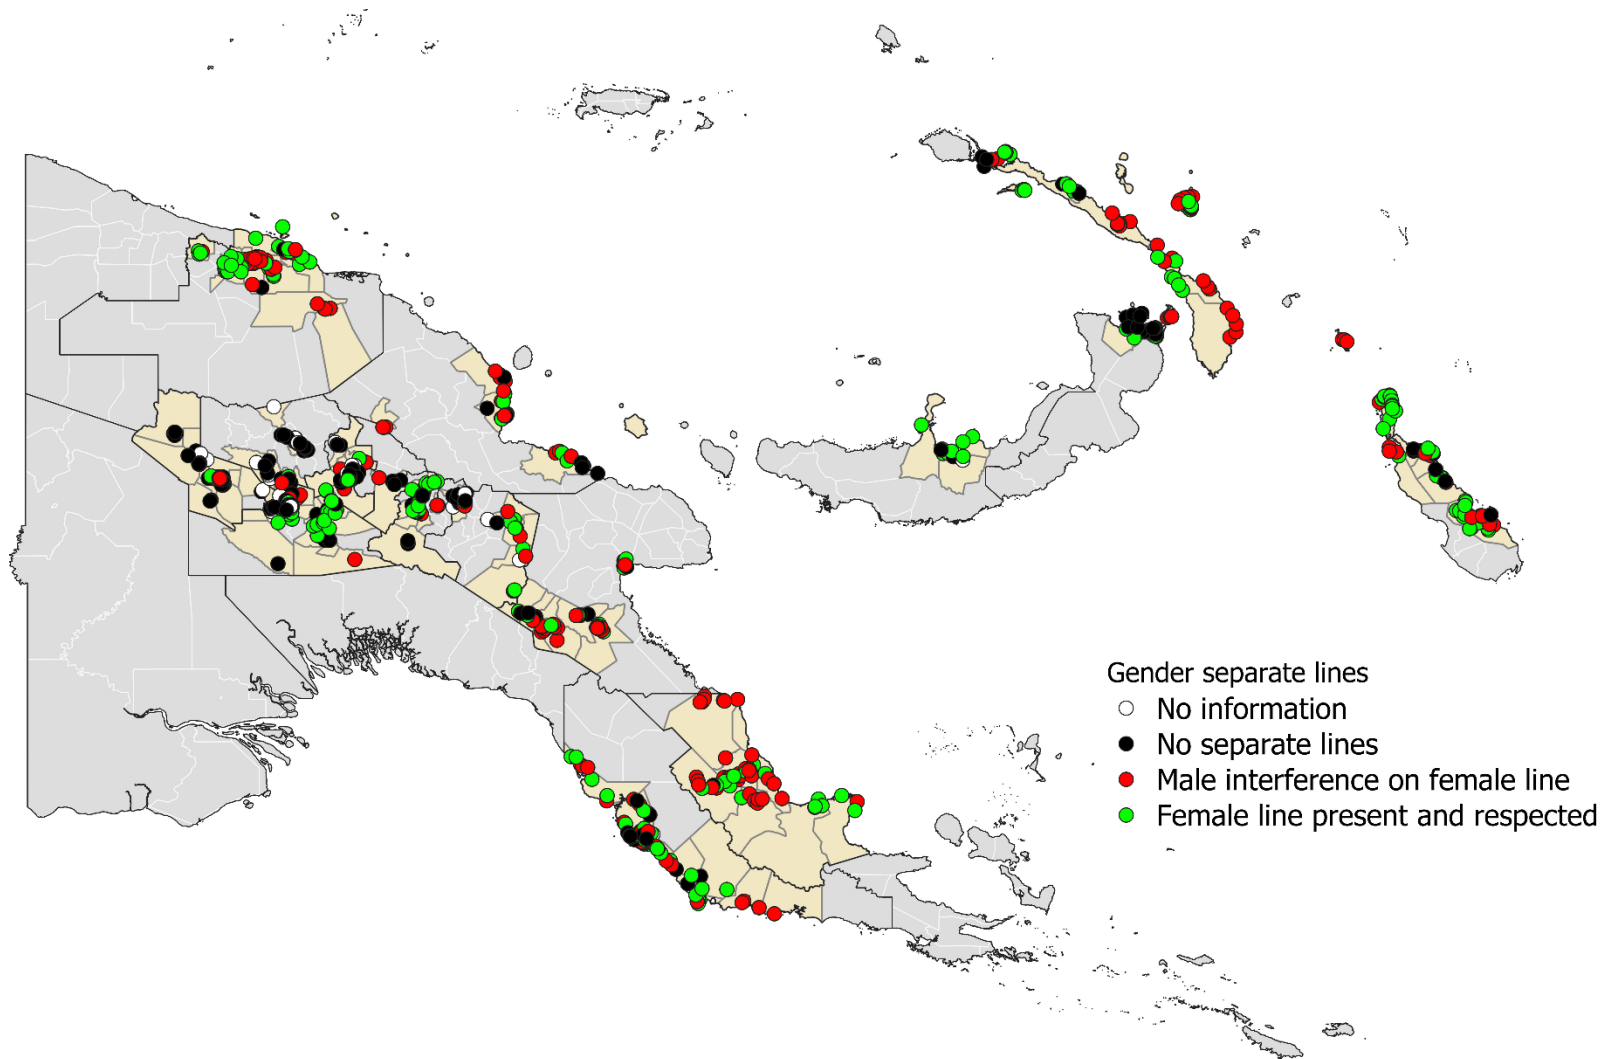 Gender separate lines
No information
No separate lines
Male interference on female line
Female line present and respected